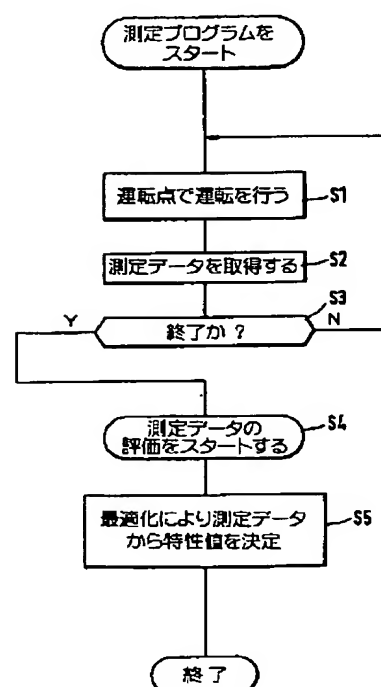 測定プログラムを
スタート
運転点で運転を行う
S1
測定データを取得する
S2
S3
Y
終了か？
N
測定データの
評価をスタートする
S4
最適化により測定データ
から特性値を決定
S5
終了